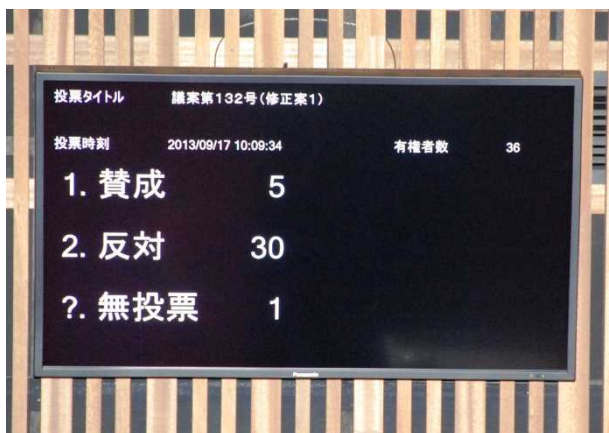 投票タイトル 議案第132号(修正案1)
投票時刻 2013/09/17 10:09:34 有権者数 36
1. 賛成 5
2. 反対 30
?. 無投票 1
Panasonic